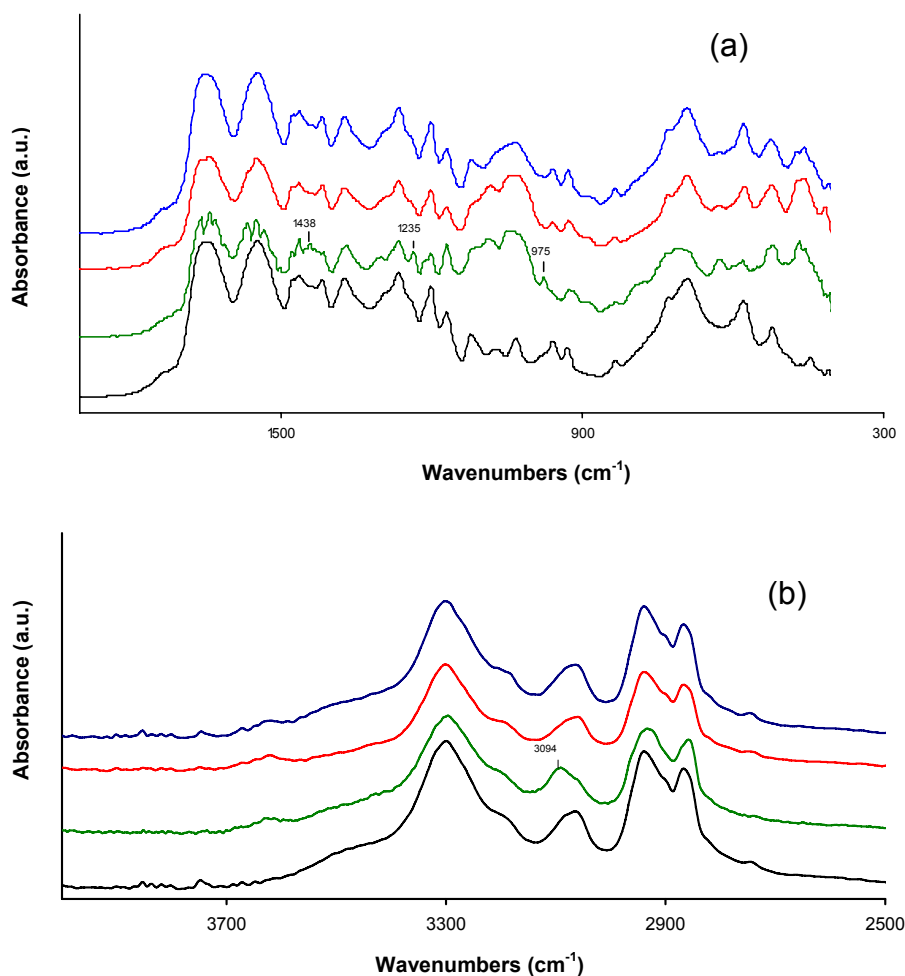 (a)
Absorbance (a.u.)
1438
1235
975
1500
900
300
Wavenumbers (cm-1)
(b)
Absorbance (a.u.)
3094
3700
3300
2900
2500
Wavenumbers (cm-1)